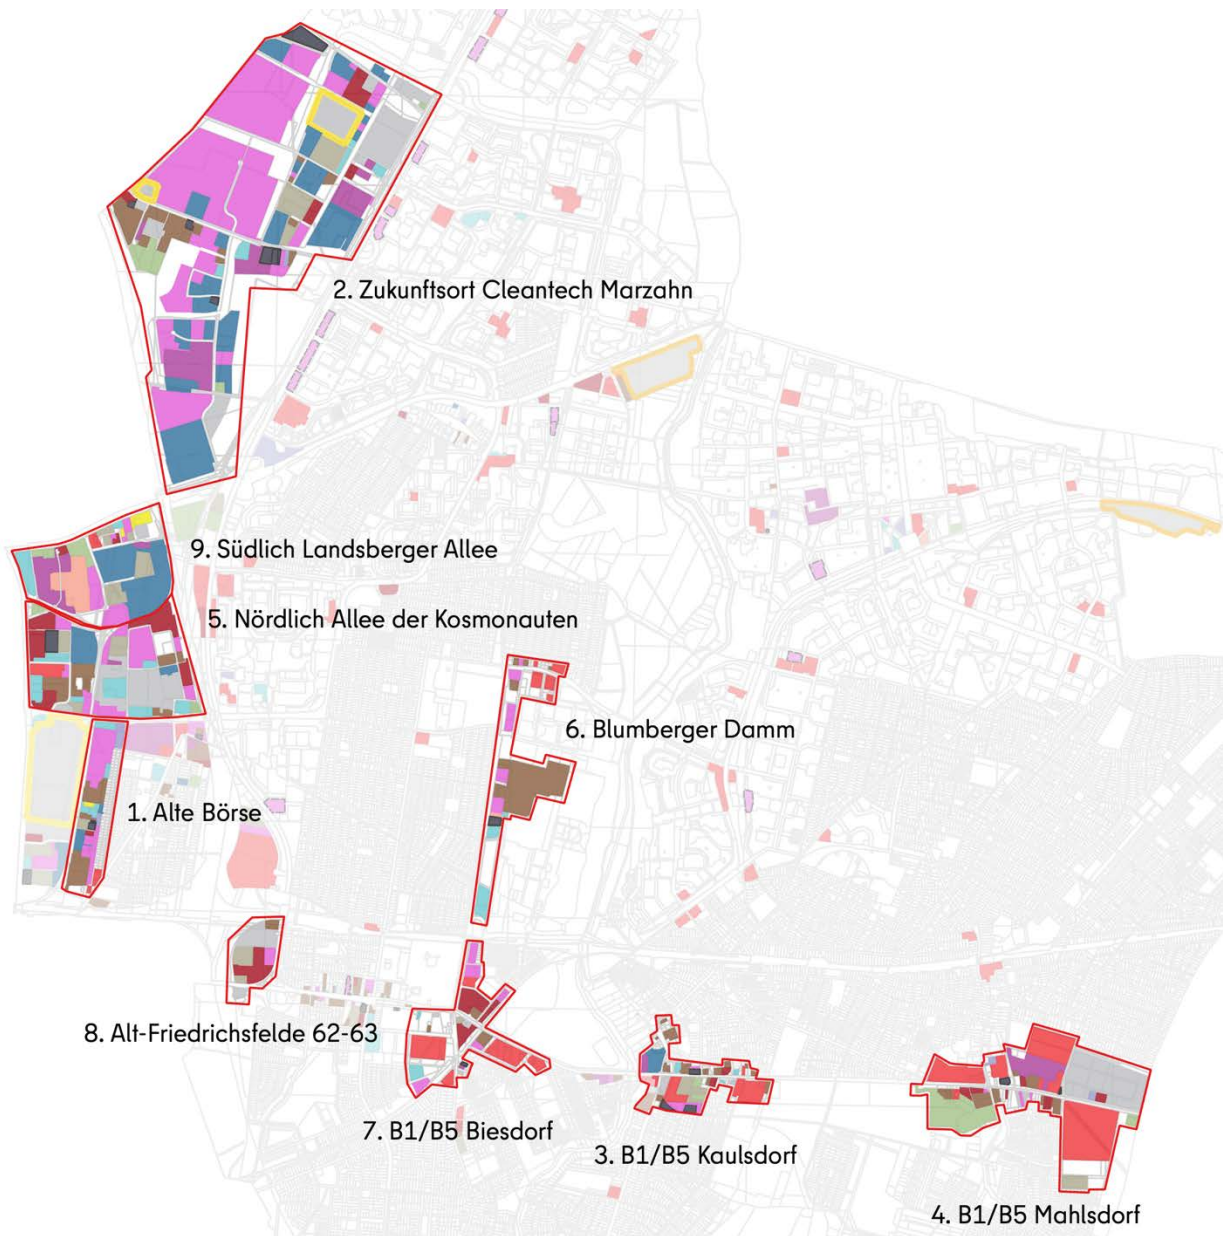 2. Zukunftsort Cleantech Marzahn
9. Südlich Landsberger Allee
5. Nördlich Allee der Kosmonauten
6. Blumberger Damm
1. Alte Börse
8. Alt-Friedrichsfelde 62-63
7. B1/B5 Biesdorf
3. B1/B5 Kaulsdorf
4. B1/B5 Mahlsdorf